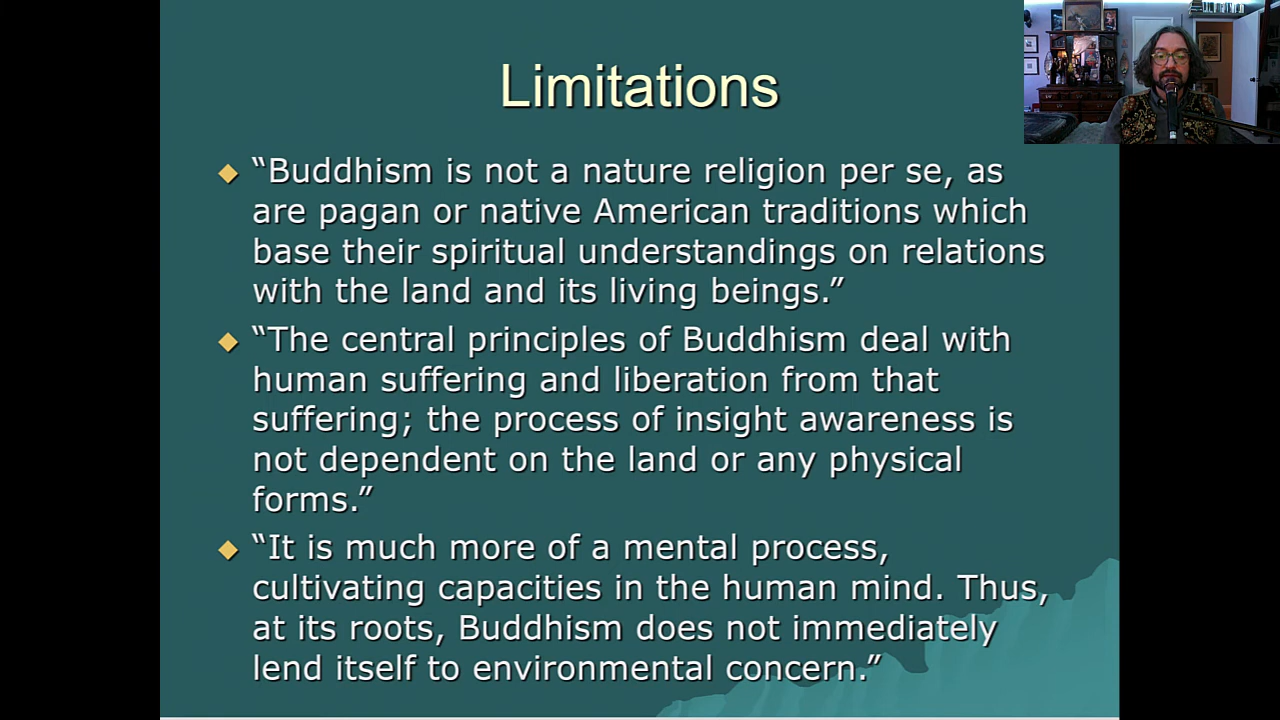 Limitations
“Buddhism is not a nature religion per se, as
are pagan or native American traditions which
base their spiritual understandings on relations
with the land and its living beings.”
“The central principles of Buddhism deal with
human suffering and liberation from that
suffering; the process of insight awareness is
not dependent on the land or any physical
forms.”
“It is much more of a mental process,
cultivating capacities in the human mind. Thus,
at its roots, Buddhism does not immediately
lend itself to environmental concern.”